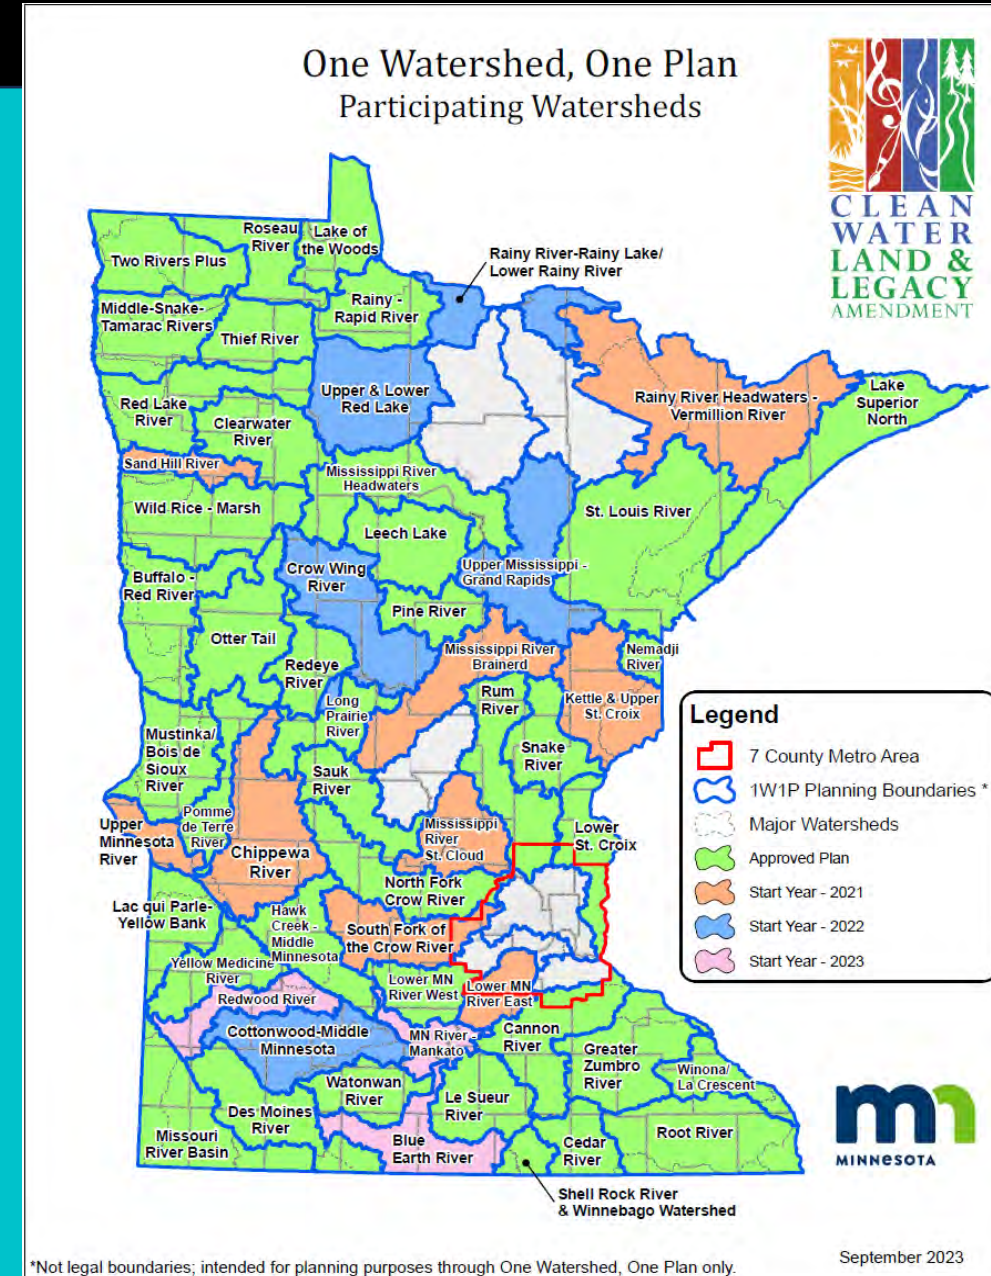 One Watershed, One Plan
Participating Watersheds
CLEAN
WATER
LAND &
LEGACY
AMENDMENT
Roseau
River
Lake of
the Woods
Two Rivers Plus
Rainy River-Rainy Lake/
Lower Rainy River
Middle-Snake-
Tamarac Rivers
Rainy -
Rapid River
Thief River
Upper & Lower
Red Lake
Rainy River Headwaters -
Vermillion River
Lake
Superior
North
Red Lake
River
Clearwater
River
Sand Hill River
Mississippi River
Headwaters
Wild Rice - Marsh
St. Louis River
Leech Lake
Buffalo -
Red River
Crow Wing
River
Upper Mississippi -
Grand Rapids
Pine River
Otter Tail
Redeye
River
Mississippi River
Brainerd
Nemadji
River
Long
Prairie
River
Rum
River
Kettle & Upper
St. Croix
Mustinka/
Bois de
Sioux
River
Sauk
River
Snake
River
Legend
7 County Metro Area
1W1P Planning Boundaries *
Major Watersheds
Approved Plan
Start Year - 2021
Start Year - 2022
Start Year - 2023
Upper
Minnesota
River
Pomme
de Terre
River
Chippewa
River
Mississippi
River
St. Cloud
Lower
St. Croix
North Fork
Crow River
Lac qui Parle-
Yellow Bank
Hawk
Creek -
Middle
Minnesota
South Fork of
the Crow River
Yellow Medicine
River
Lower MN
River West
Lower MN
River East
Redwood River
Cottonwood-Middle
Minnesota
MN River -
Mankato
Cannon
River
Greater
Zumbro
River
Winona/
La Crescent
Watonwan
River
Le Sueur
River
Des Moines
River
Missouri
River Basin
Blue
Earth River
Cedar
River
Root River
Shell Rock River
& Winnebago Watershed
mn
MINNESOTA
*Not legal boundaries; intended for planning purposes through One Watershed, One Plan only.
September 2023